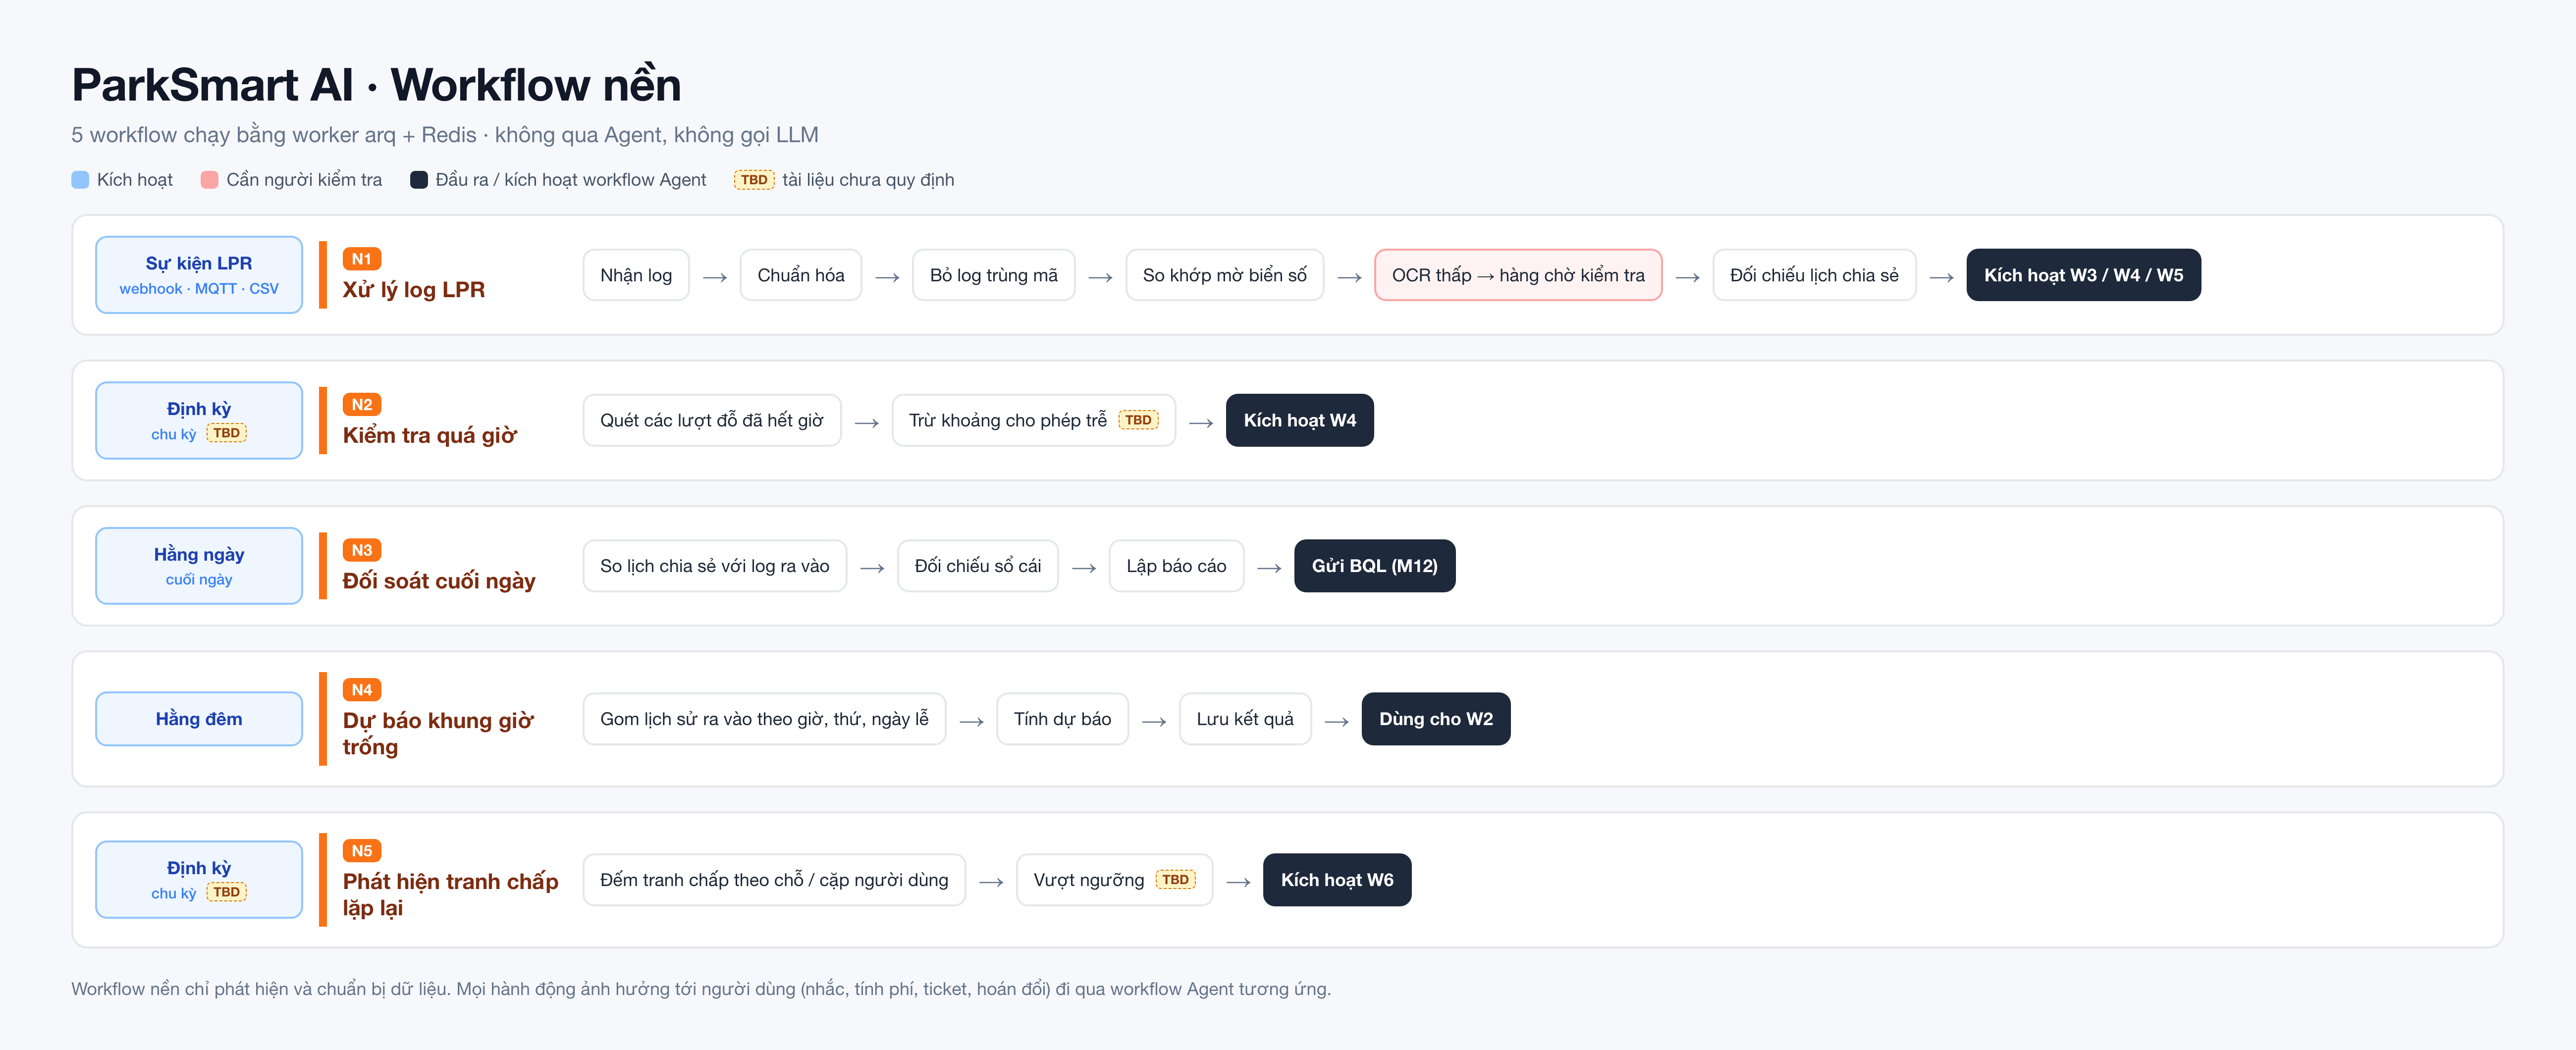 ParkSmart AI · Workflow nền
5 workflow chạy bằng worker arq + Redis · không qua Agent, không gọi LLM
Kích hoạt Cần người kiểm tra Đầu ra / kích hoạt workflow Agent TBD tài liệu chưa quy định
Sự kiện LPR
webhook · MQTT · CSV
N1
Xử lý log LPR
Nhận log → Chuẩn hóa → Bỏ log trùng mã → So khớp mờ biển số → OCR thấp → hàng chờ kiểm tra → Đối chiếu lịch chia sẻ → Kích hoạt W3 / W4 / W5
Định kỳ
chu kỳ TBD
N2
Kiểm tra quá giờ
Quét các lượt đỗ đã hết giờ → Trừ khoảng cho phép trễ TBD → Kích hoạt W4
Hằng ngày
cuối ngày
N3
Đối soát cuối ngày
So lịch chia sẻ với log ra vào → Đối chiếu sổ cái → Lập báo cáo → Gửi BQL (M12)
Hằng đêm
N4
Dự báo khung giờ
trống
Gom lịch sử ra vào theo giờ, thứ, ngày lễ → Tính dự báo → Lưu kết quả → Dùng cho W2
Định kỳ
chu kỳ TBD
N5
Phát hiện tranh chấp
lặp lại
Đếm tranh chấp theo chỗ / cặp người dùng → Vượt ngưỡng TBD → Kích hoạt W6
Workflow nền chỉ phát hiện và chuẩn bị dữ liệu. Mọi hành động ảnh hưởng tới người dùng (nhắc, tính phí, ticket, hoán đổi) đi qua workflow Agent tương ứng.